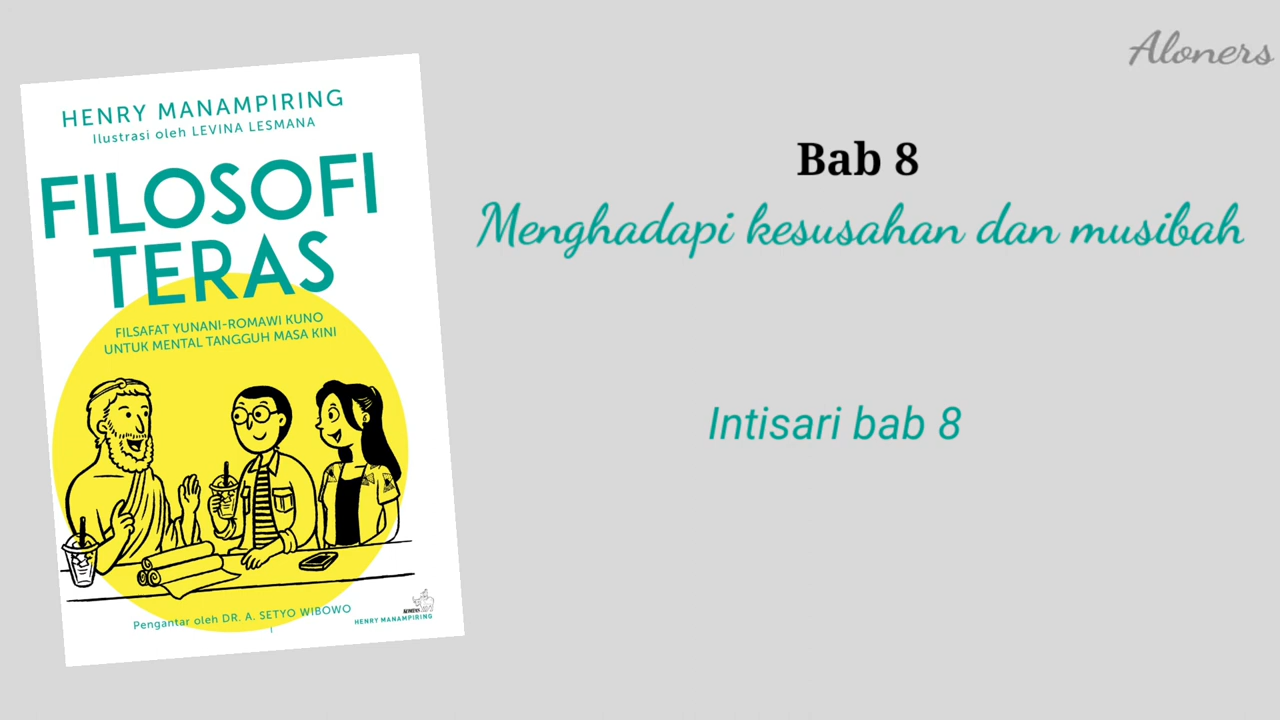 Aloners
HENRY MANAMPIRING
Ilustrasi oleh LEVINA LESMANA
FILOSOFI
TERAS
FILSAFAT YUNANI-ROMAWI KUNO
UNTUK MENTAL TANGGUH MASA KINI
Pengantar oleh DR. A. SETYO WIBOWO
KOMPAS
HENRY MANAMPIRING
Bab 8
Menghadapi kesusahan dan musibah
Intisari bab 8